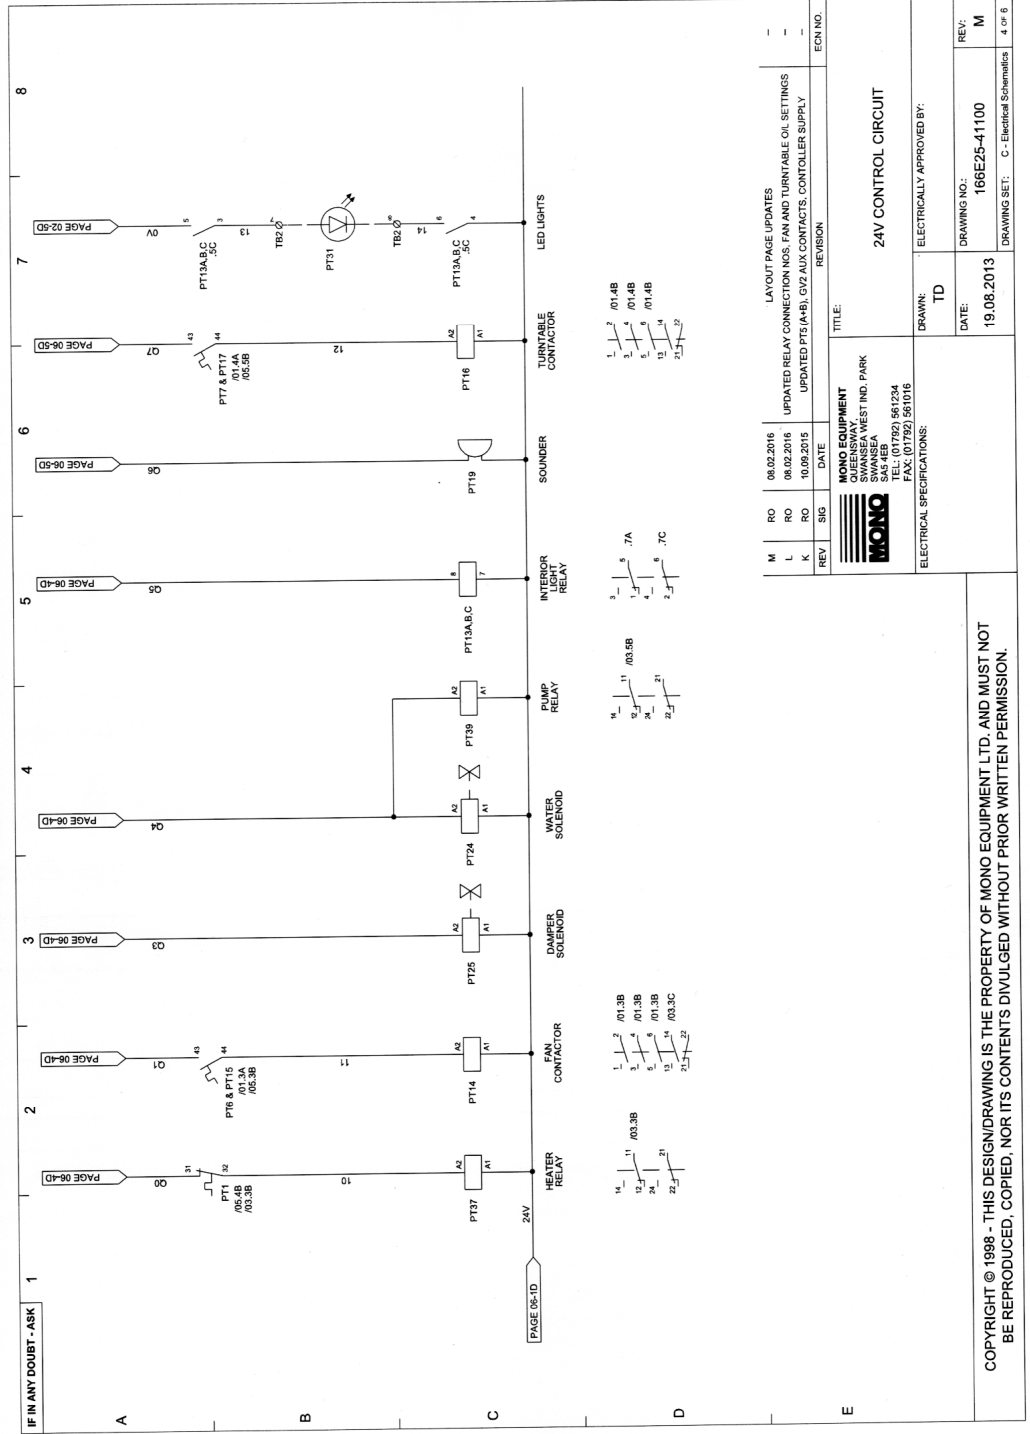 IF IN ANY DOUBT - ASK
1
2
3
4
5
6
7
8
A
B
C
D
E
PAGE 06-4D
Q0
31
32
PT1
/05.4B
/03.3B
10
A2
A1
PT37
HEATER
RELAY
24V
PAGE 06-1D
PAGE 06-4D
Q1
43
44
PT6 & PT15
/01.3A
/05.3B
11
A2
A1
PT14
FAN
CONTACTOR
PAGE 06-4D
Q3
A2
A1
PT25
DAMPER
SOLENOID
PAGE 06-4D
Q4
A2
A1
PT24
WATER
SOLENOID
A2
A1
PT39
PUMP
RELAY
PAGE 06-4D
Q5
8
7
PT13A,B,C
INTERIOR
LIGHT
RELAY
PAGE 06-5D
Q6
PT19
SOUNDER
PAGE 06-5D
Q7
43
44
PT7 & PT17
/01.4A
/05.5B
12
A2
A1
PT16
TURNTABLE
CONTACTOR
PAGE 02-5D
0V
5
3
PT13A,B,C
.5C
13
7
TB2
PT31
8
TB2
14
6
4
PT13A,B,C
.5C
LED LIGHTS
14
11
/03.3B
12
24
21
22
1
2
/01.3B
3
4
/01.3B
5
6
/01.3B
13
14
/03.3C
21
22
14
11
/03.5B
12
24
21
22
3
5
.7A
1
4
6
.7C
2
1
2
/01.4B
3
4
/01.4B
5
6
/01.4B
13
14
21
22
M RO 08.02.2016 LAYOUT PAGE UPDATES -
L RO 08.02.2016 UPDATED RELAY CONNECTION NOS, FAN AND TURNTABLE O/L SETTINGS -
K RO 10.09.2015 UPDATED PT5 (A+B), GV2 AUX CONTACTS, CONTOLLER SUPPLY -
REV SIG DATE REVISION ECN NO.
MONO
MONO EQUIPMENT
QUEENSWAY,
SWANSEA WEST IND. PARK
SWANSEA
SA5 4EB
TEL: (01792) 561234
FAX: (01792) 561016
TITLE:
24V CONTROL CIRCUIT
ELECTRICAL SPECIFICATIONS:
DRAWN:
TD
ELECTRICALLY APPROVED BY:
DATE:
19.08.2013
DRAWING NO.:
166E25-41100
REV:
M
DRAWING SET: C - Electrical Schematics 4 OF 6
COPYRIGHT © 1998 - THIS DESIGN/DRAWING IS THE PROPERTY OF MONO EQUIPMENT LTD. AND MUST NOT
BE REPRODUCED, COPIED, NOR ITS CONTENTS DIVULGED WITHOUT PRIOR WRITTEN PERMISSION.